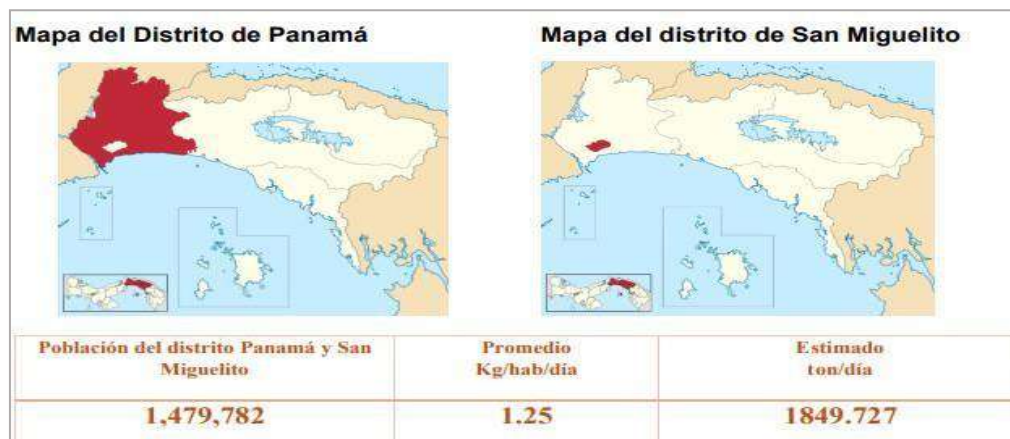 Mapa del Distrito de Panamá
Mapa del distrito de San Miguelito
Población del distrito Panamá y San
Miguelito
Promedio
Kg/hab/día
Estimado
ton/día
1,479,782
1.25
1849.727